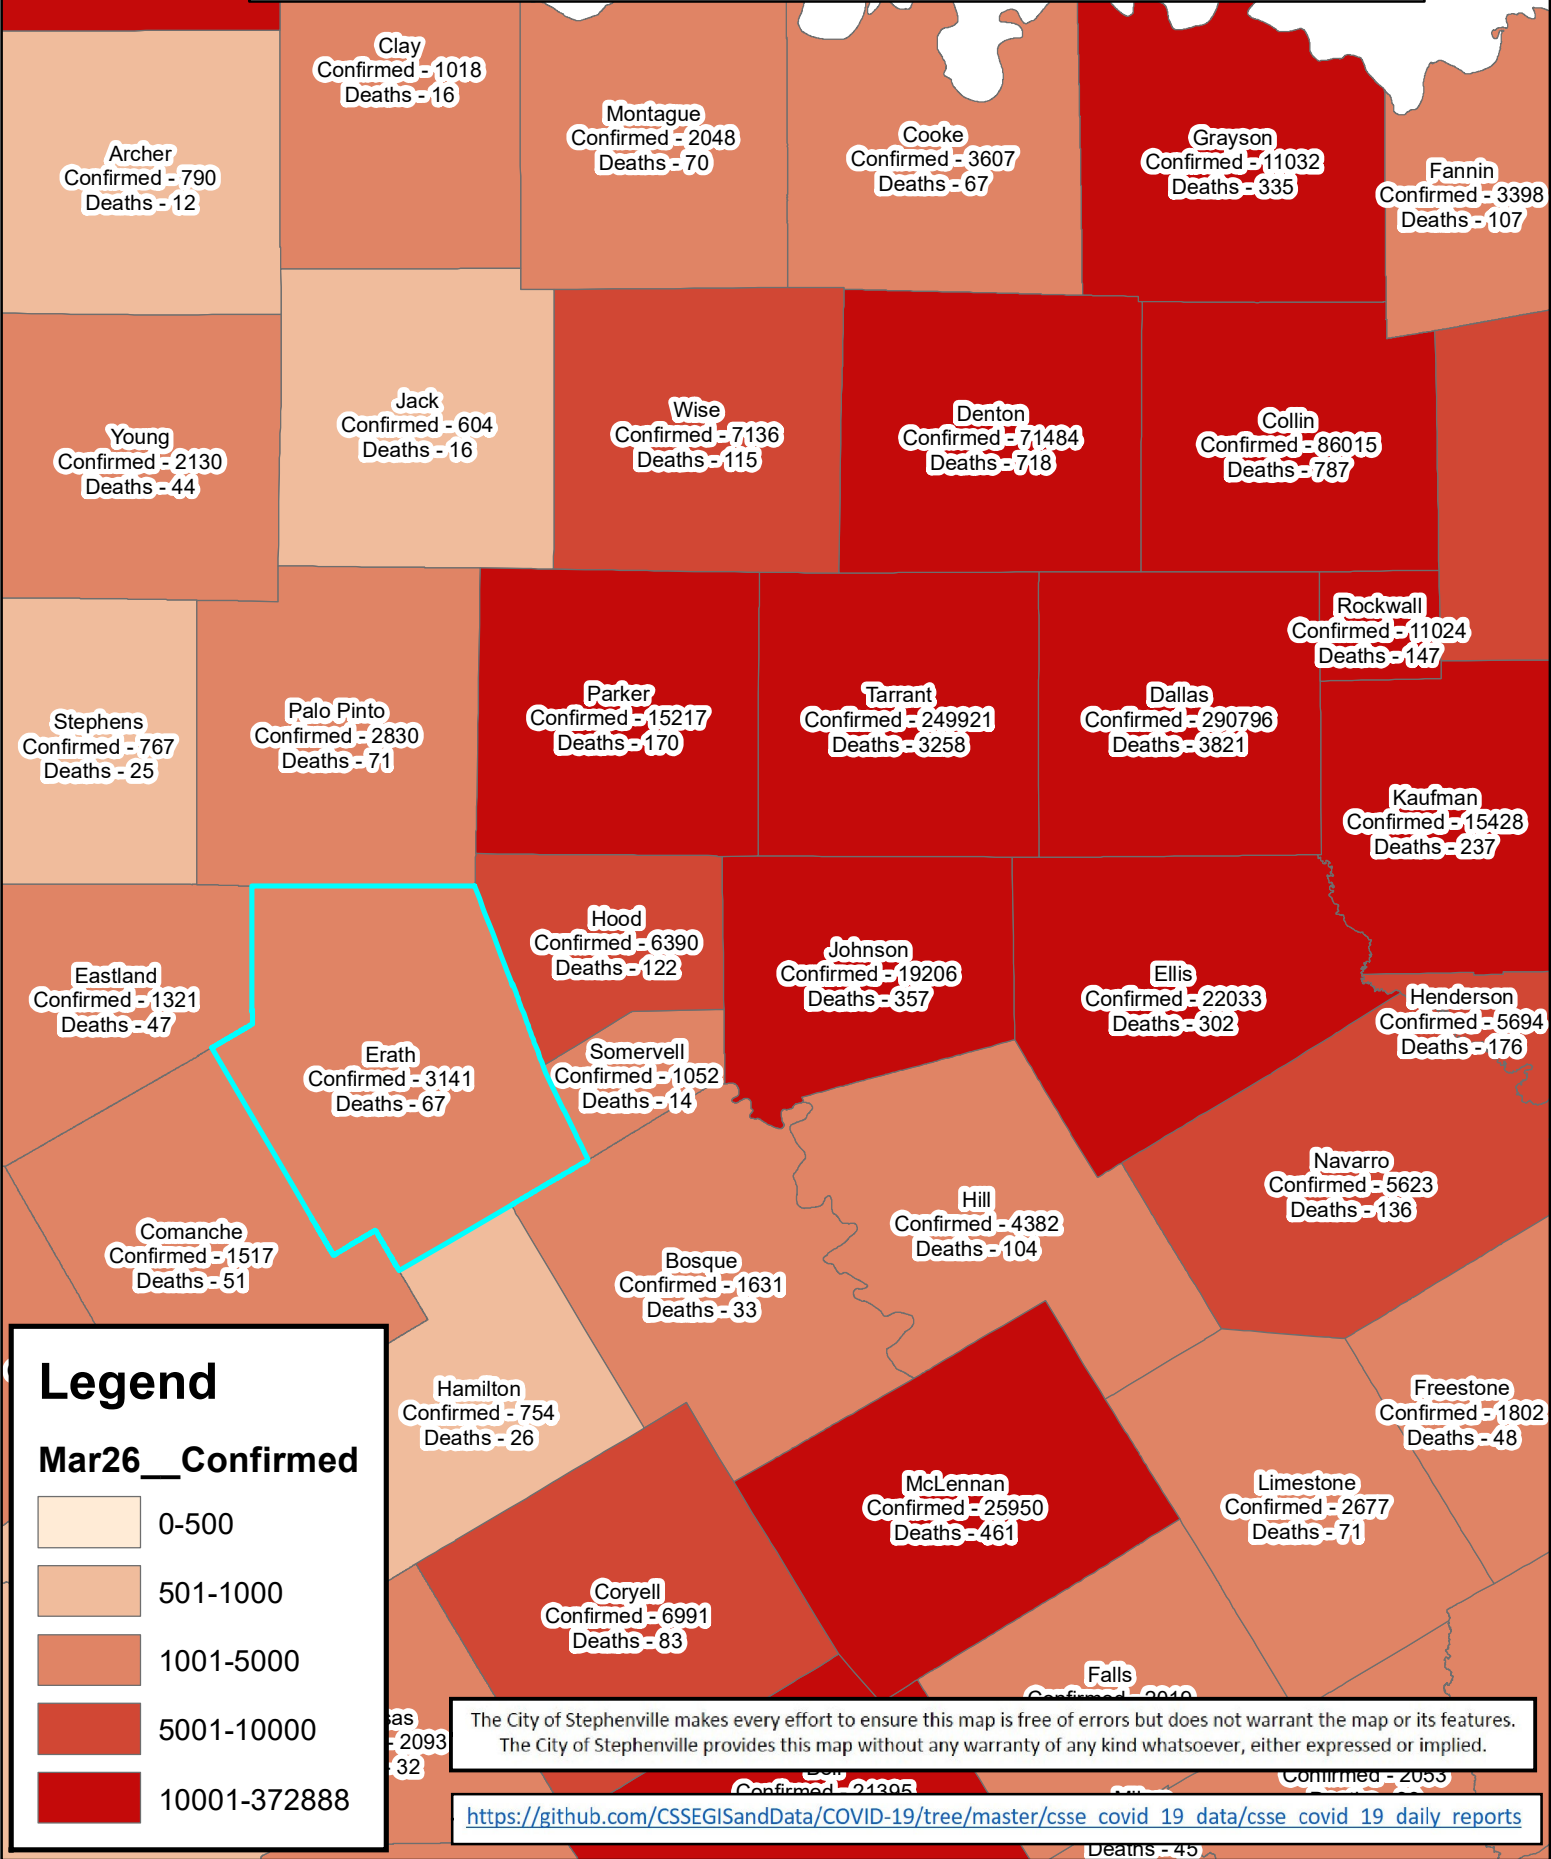 Clay
Confirmed - 1018
Deaths - 16
Montague
Confirmed - 2048
Deaths - 70
Cooke
Confirmed - 3607
Deaths - 67
Grayson
Confirmed - 11032
Deaths - 335
Archer
Confirmed - 790
Deaths - 12
Fannin
Confirmed - 3398
Deaths - 107
Jack
Confirmed - 604
Deaths - 16
Wise
Confirmed - 7136
Deaths - 115
Denton
Confirmed - 71484
Deaths - 718
Collin
Confirmed - 86015
Deaths - 787
Young
Confirmed - 2130
Deaths - 44
Rockwall
Confirmed - 11024
Deaths - 147
Stephens
Confirmed - 767
Deaths - 25
Palo Pinto
Confirmed - 2830
Deaths - 71
Parker
Confirmed - 15217
Deaths - 170
Tarrant
Confirmed - 249921
Deaths - 3258
Dallas
Confirmed - 290796
Deaths - 3821
Kaufman
Confirmed - 15428
Deaths - 237
Hood
Confirmed - 6390
Deaths - 122
Johnson
Confirmed - 19206
Deaths - 357
Ellis
Confirmed - 22033
Deaths - 302
Eastland
Confirmed - 1321
Deaths - 47
Henderson
Confirmed - 5694
Deaths - 176
Erath
Confirmed - 3141
Deaths - 67
Somervell
Confirmed - 1052
Deaths - 14
Navarro
Confirmed - 5623
Deaths - 136
Hill
Confirmed - 4382
Deaths - 104
Comanche
Confirmed - 1517
Deaths - 51
Bosque
Confirmed - 1631
Deaths - 33
Hamilton
Confirmed - 754
Deaths - 26
Freestone
Confirmed - 1802
Deaths - 48
McLennan
Confirmed - 25950
Deaths - 461
Limestone
Confirmed - 2677
Deaths - 71
Coryell
Confirmed - 6991
Deaths - 83
Falls
Legend
Mar26__Confirmed
0-500
501-1000
1001-5000
5001-10000
10001-372888
sas
- 2093
- 32
The City of Stephenville makes every effort to ensure this map is free of errors but does not warrant the map or its features.
The City of Stephenville provides this map without any warranty of any kind whatsoever, either expressed or implied.
Confirmed - 21395
Confirmed - 2053
https://github.com/CSSEGISandData/COVID-19/tree/master/csse_covid_19_data/csse_covid_19_daily_reports
Deaths - 45